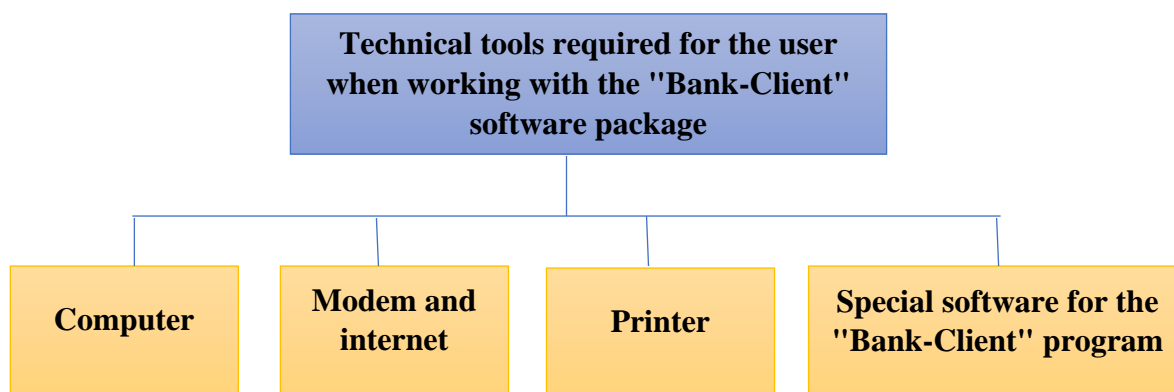 Technical tools required for the user
when working with the "Bank-Client"
software package
Computer
Modem and
internet
Printer
Special software for the
"Bank-Client" program